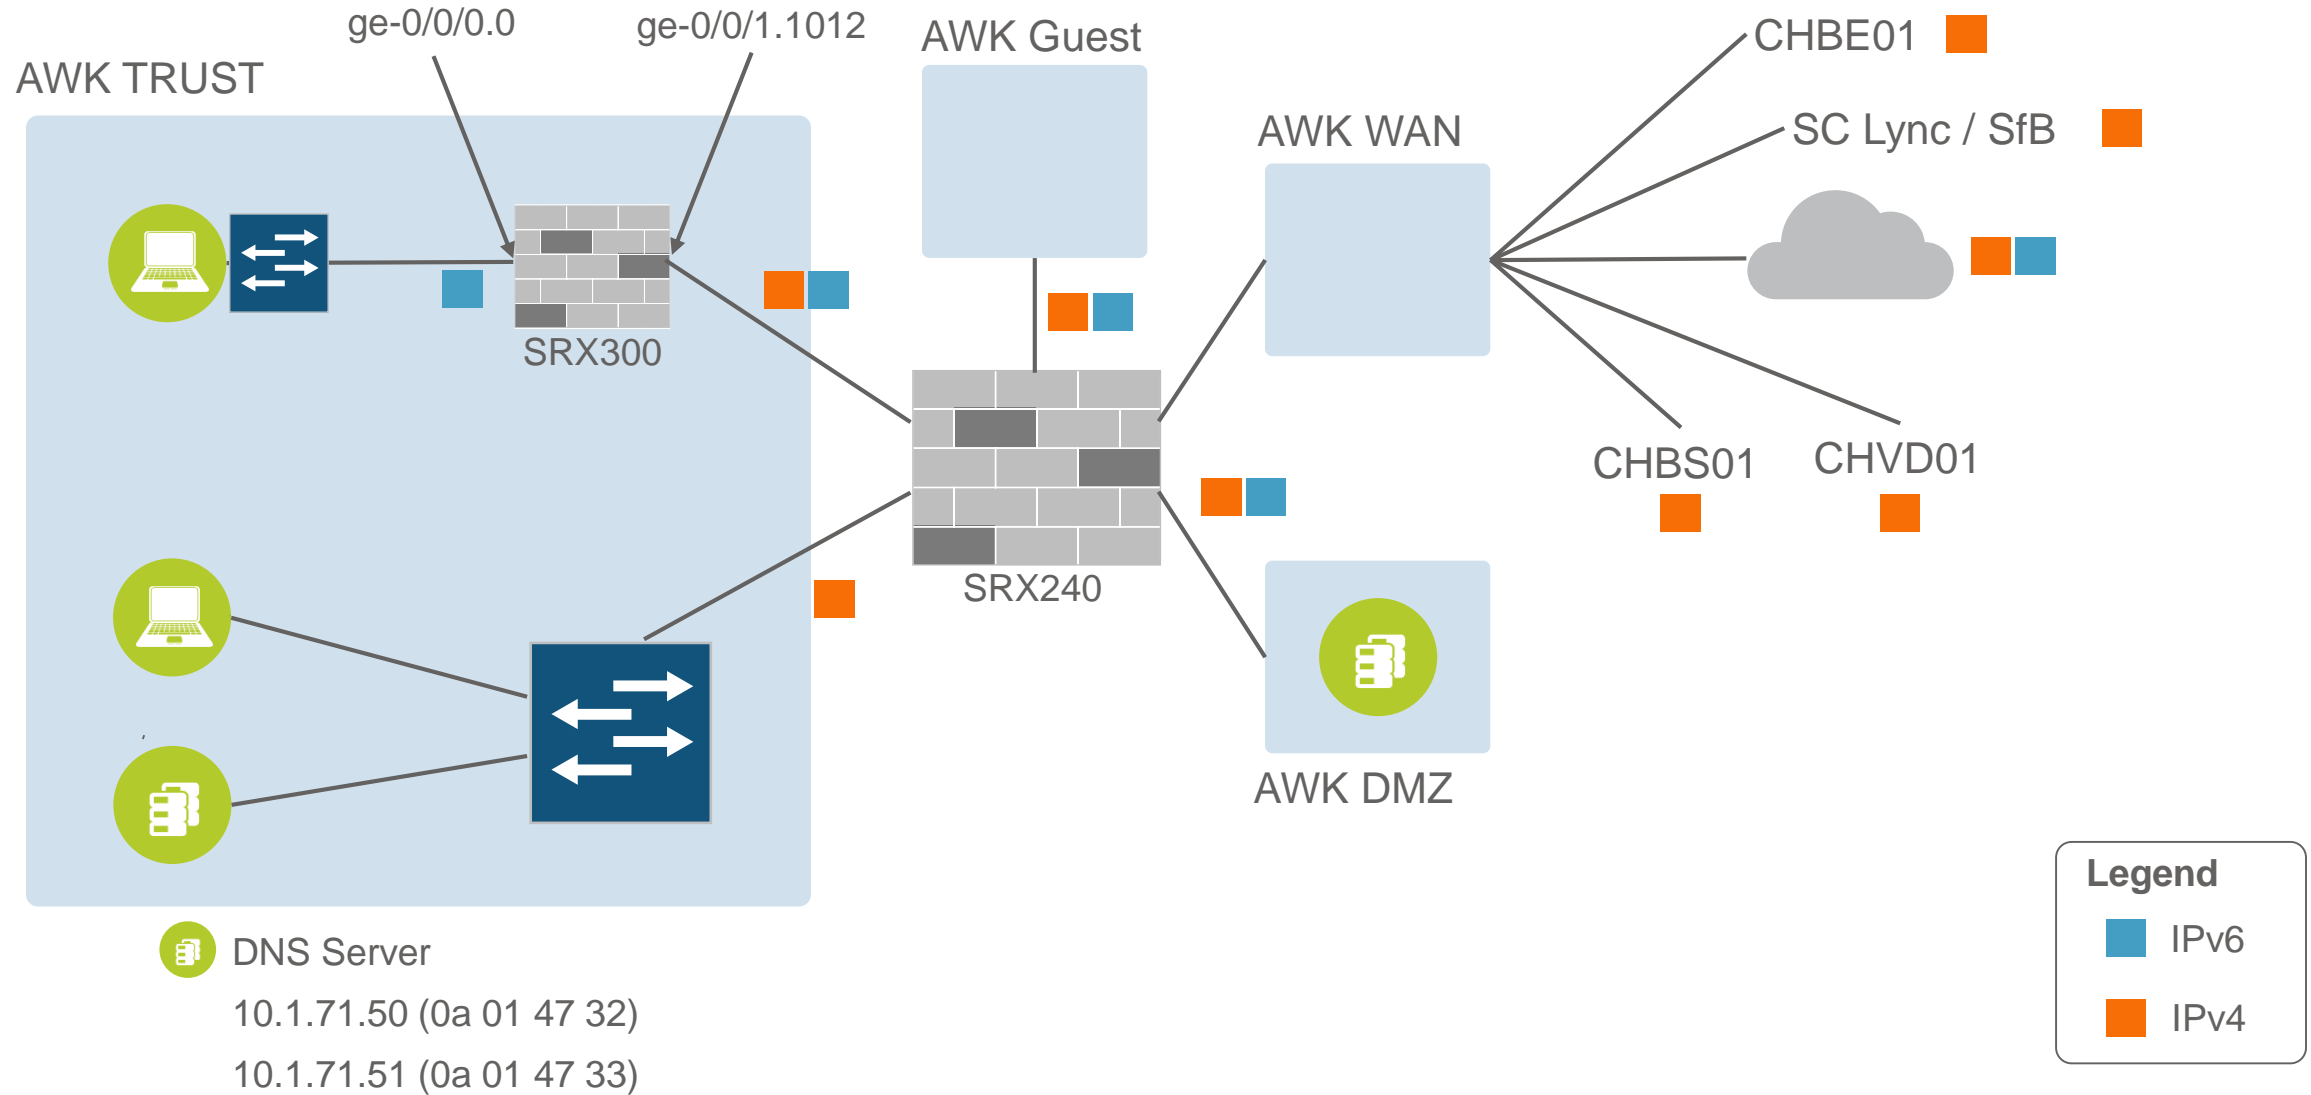 ge-0/0/0.0
ge-0/0/1.1012
AWK Guest
CHBE01
AWK TRUST
AWK WAN
SC Lync / SfB
SRX300
CHBS01
CHVD01
SRX240
,
AWK DMZ
Legend
IPv6
IPv4
DNS Server
10.1.71.50 (0a 01 47 32)
10.1.71.51 (0a 01 47 33)